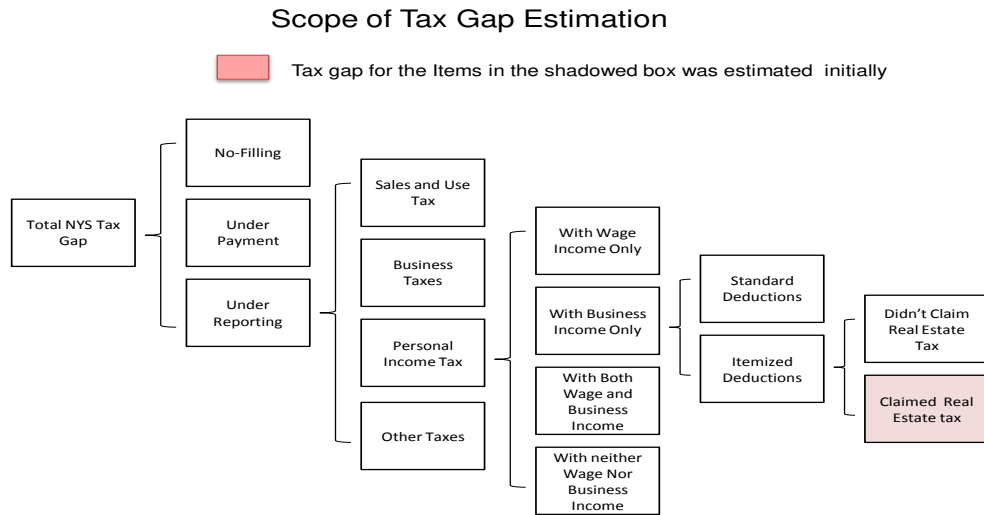 Scope of Tax Gap Estimation
Tax gap for the Items in the shadowed box was estimated initially
Total NYS Tax
Gap
No-Filling
Under
Payment
Under
Reporting
Sales and Use
Tax
Business
Taxes
Personal
Income Tax
Other Taxes
With Wage
Income Only
With Business
Income Only
With Both
Wage and
Business
Income
With neither
Wage Nor
Business
Income
Standard
Deductions
Itemized
Deductions
Didn’t Claim
Real Estate
Tax
Claimed Real
Estate tax